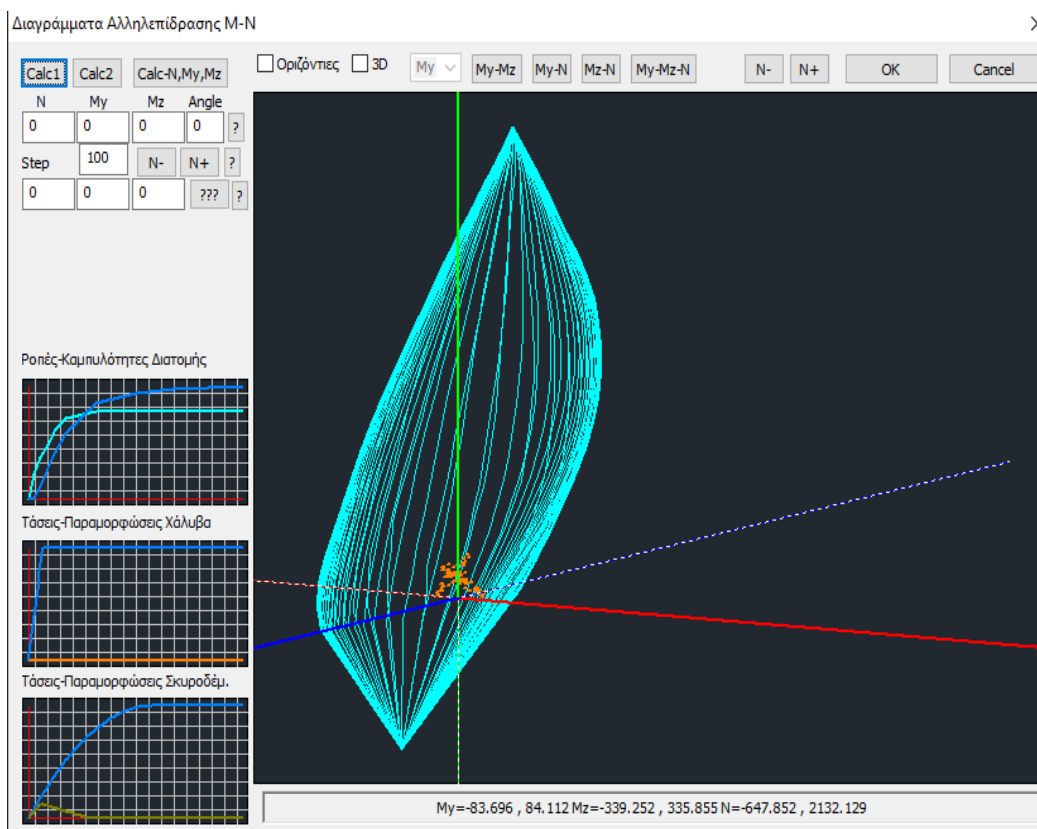 Διαγράμματα Αλληλεπίδρασης M-N
Calc1 Calc2 Calc-N,My,Mz Οριζόντιες 3D My My-Mz My-N Mz-N My-Mz-N N- N+ OK Cancel
N My Mz Angle
0 0 0 0 ?
Step 100 N- N+ ?
0 0 0 ??? ?
Ροπές-Καμπυλότητες Διατομής
Τάσεις-Παραμορφώσεις Χάλυβα
Τάσεις-Παραμορφώσεις Σκυροδέμ.
My=-83.696 , 84.112 Mz=-339.252 , 335.855 N=-647.852 , 2132.129